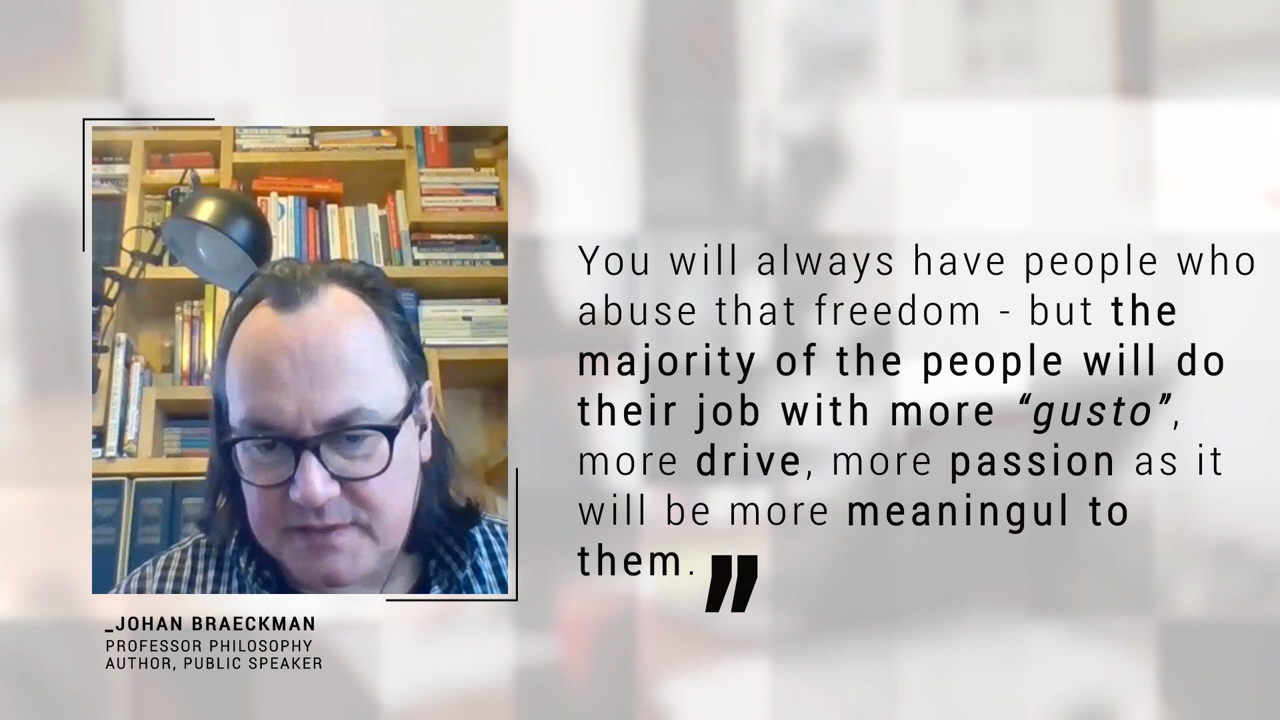 You will always have people who
abuse that freedom - but the
majority of the people will do
their job with more “gusto”,
more drive, more passion as it
will be more meaningul to
them. ”
_JOHAN BRAECKMAN
PROFESSOR PHILOSOPHY
AUTHOR, PUBLIC SPEAKER